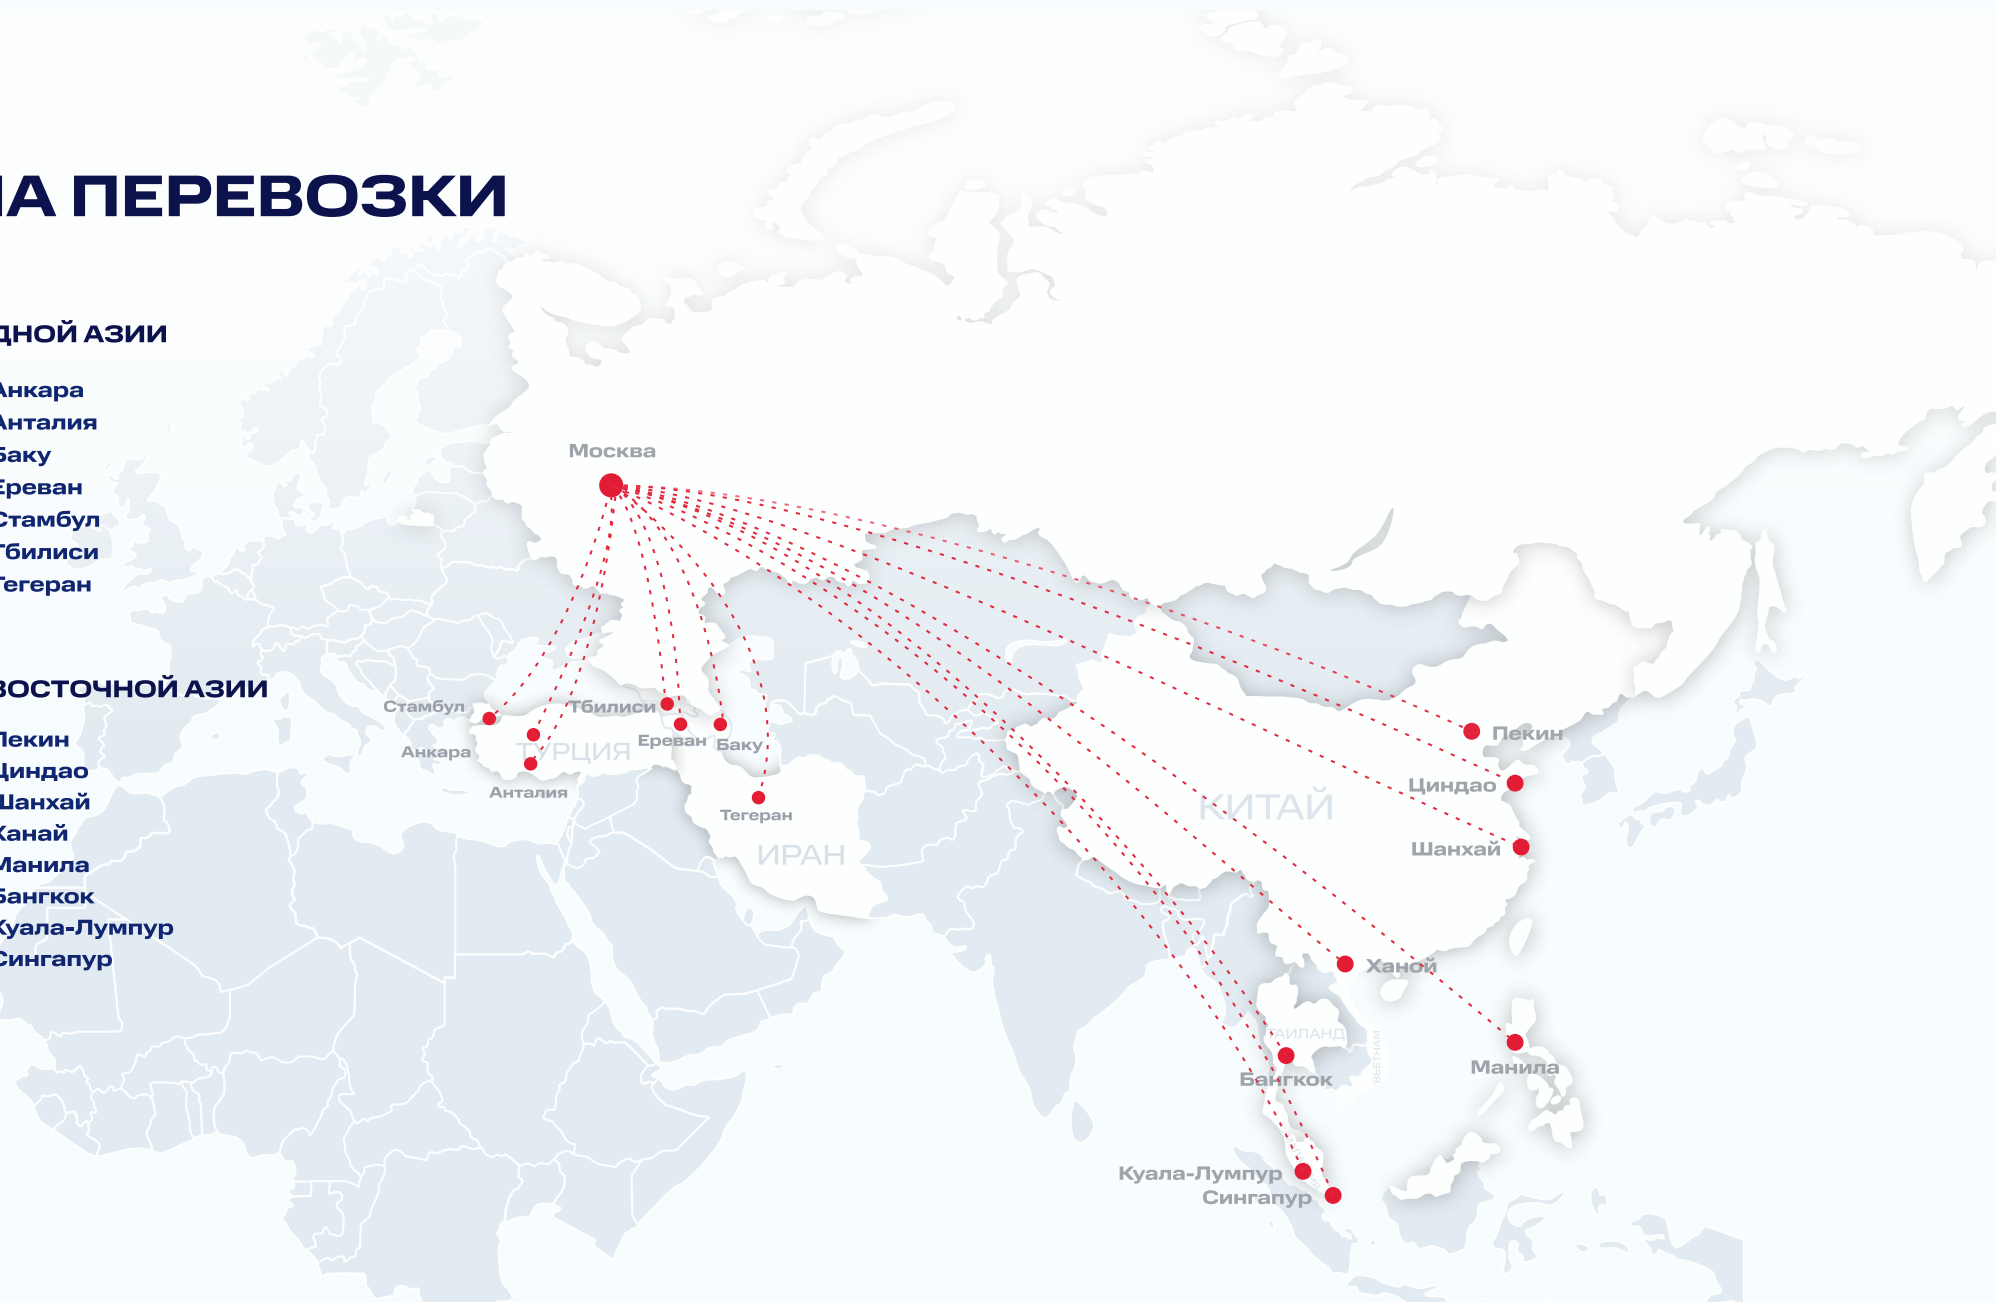 НА ПЕРЕВОЗКИ
ДНОЙ АЗИИ
Анкара
Анталия
Баку
Ереван
Стамбул
Тбилиси
Тегеран
ВОСТОЧНОЙ АЗИИ
Пекин
Циндао
Шанхай
Ханай
Манила
Бангкок
Куала-Лумпур
Сингапур
Москва
Стамбул
Тбилиси
Анкара
ТУРЦИЯ
Ереван
Баку
Анталия
Тегеран
ИРАН
КИТАЙ
Пекин
Циндао
Шанхай
Ханой
ТАИЛАНД
ВЬЕТНАМ
Бангкок
Манила
Куала-Лумпур
Сингапур